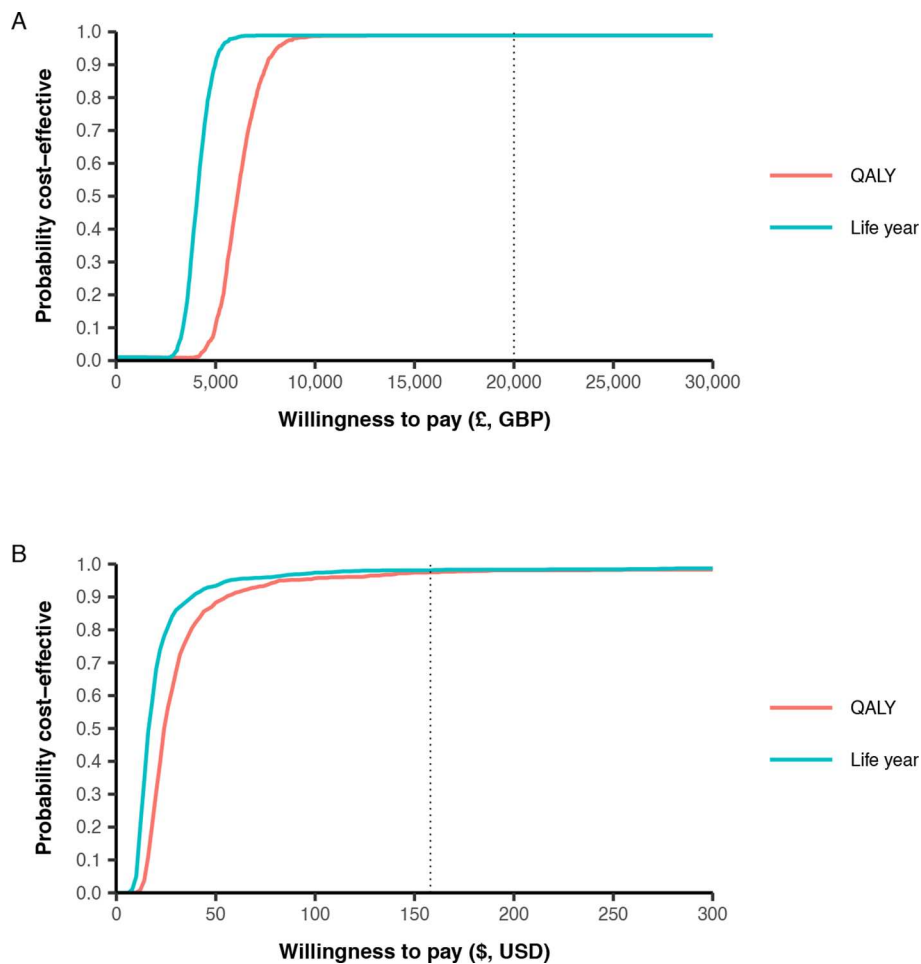 A
Probability cost−effective
1.0
0.9
0.8
0.7
0.6
0.5
0.4
0.3
0.2
0.1
0.0
0 5,000 10,000 15,000 20,000 25,000 30,000
Willingness to pay (£, GBP)
QALY
Life year
B
Probability cost−effective
1.0
0.9
0.8
0.7
0.6
0.5
0.4
0.3
0.2
0.1
0.0
0 50 100 150 200 250 300
Willingness to pay ($, USD)
QALY
Life year